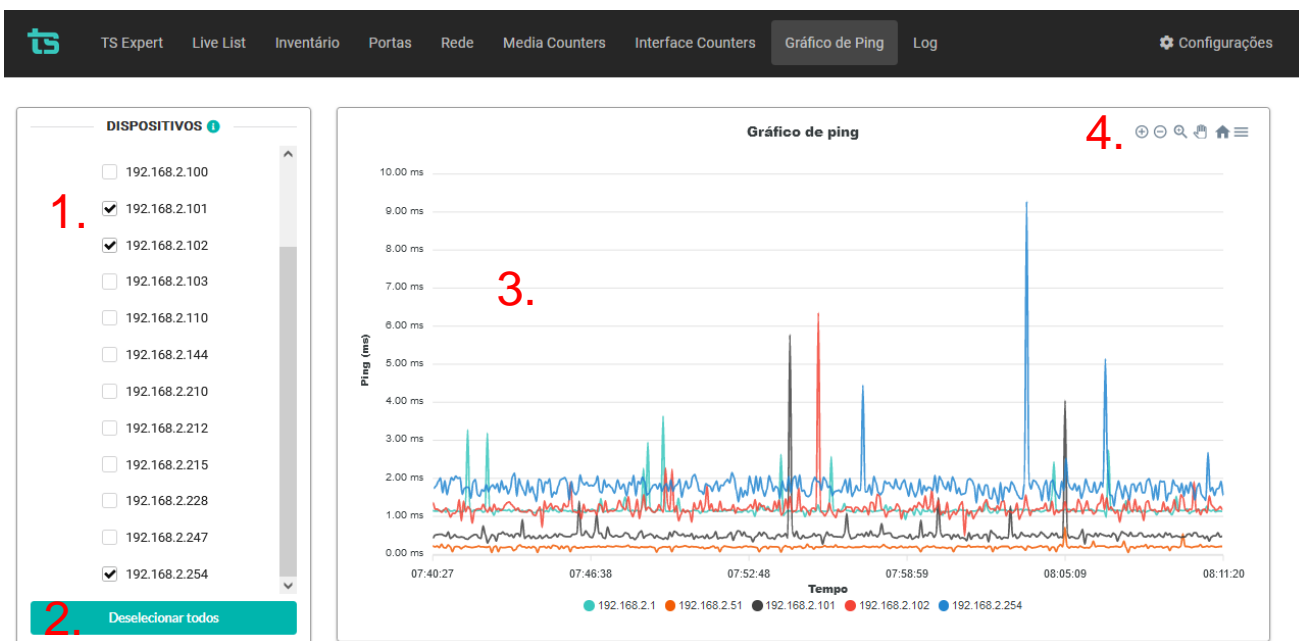 ts TS Expert Live List Inventário Portas Rede Media Counters Interface Counters Gráfico de Ping Log Configurações
DISPOSITIVOS
192.168.2.100
192.168.2.101
192.168.2.102
192.168.2.103
192.168.2.110
192.168.2.144
192.168.2.210
192.168.2.212
192.168.2.215
192.168.2.228
192.168.2.247
192.168.2.254
Deselecionar todos
1.
2.
Gráfico de ping
4.
3.
Ping (ms)
10.00 ms
9.00 ms
8.00 ms
7.00 ms
6.00 ms
5.00 ms
4.00 ms
3.00 ms
2.00 ms
1.00 ms
0.00 ms
07:40:27 07:46:38 07:52:48 07:58:59 08:05:09 08:11:20
Tempo
192.168.2.1 192.168.2.51 192.168.2.101 192.168.2.102 192.168.2.254